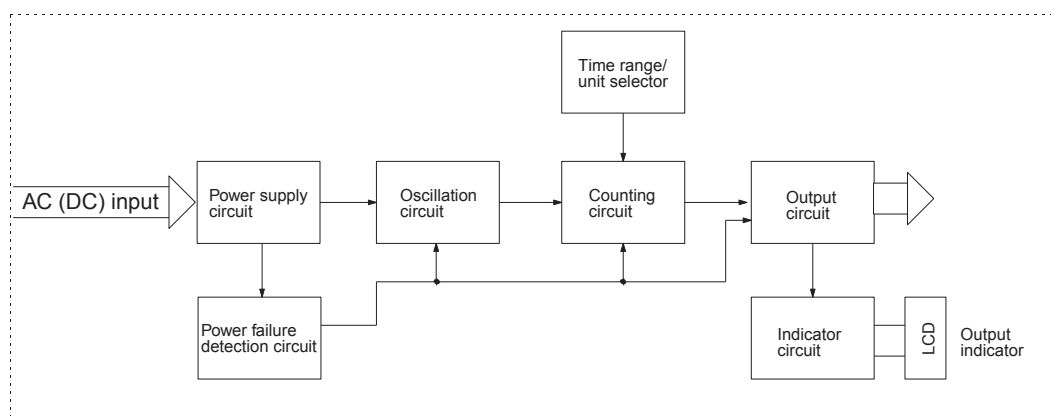 Time range/
unit selector
AC (DC) input
Power supply
circuit
Oscillation
circuit
Counting
circuit
Output
circuit
Power failure
detection circuit
Indicator
circuit
LCD
Output
indicator